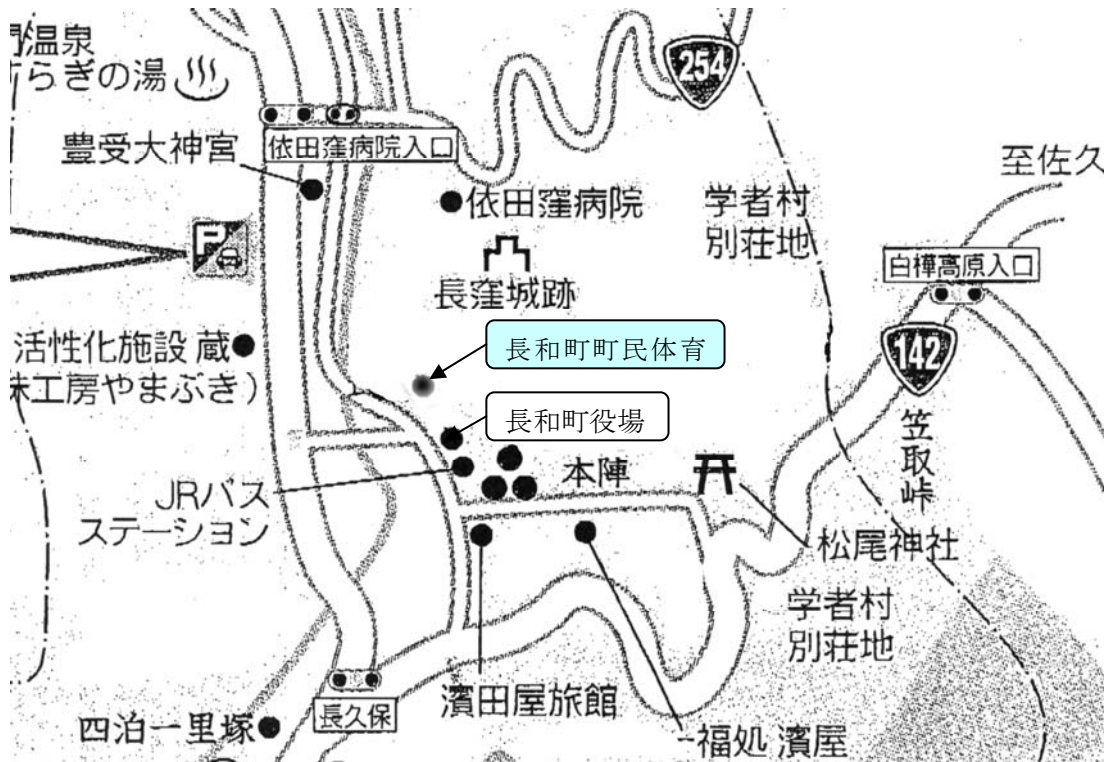 温泉
らぎの湯
254
豊受大神宮
依田窪病院入口
至佐久
依田窪病院
学者村
別荘地
P
白樺高原入口
長窪城跡
長和町町民体育
活性化施設 蔵
味工房やまぶき)
142
長和町役場
笠取峠
本陣
JRバス
ステーション
松尾神社
学者村
別荘地
濱田屋旅館
長久保
四泊一里塚
一福処 濱屋